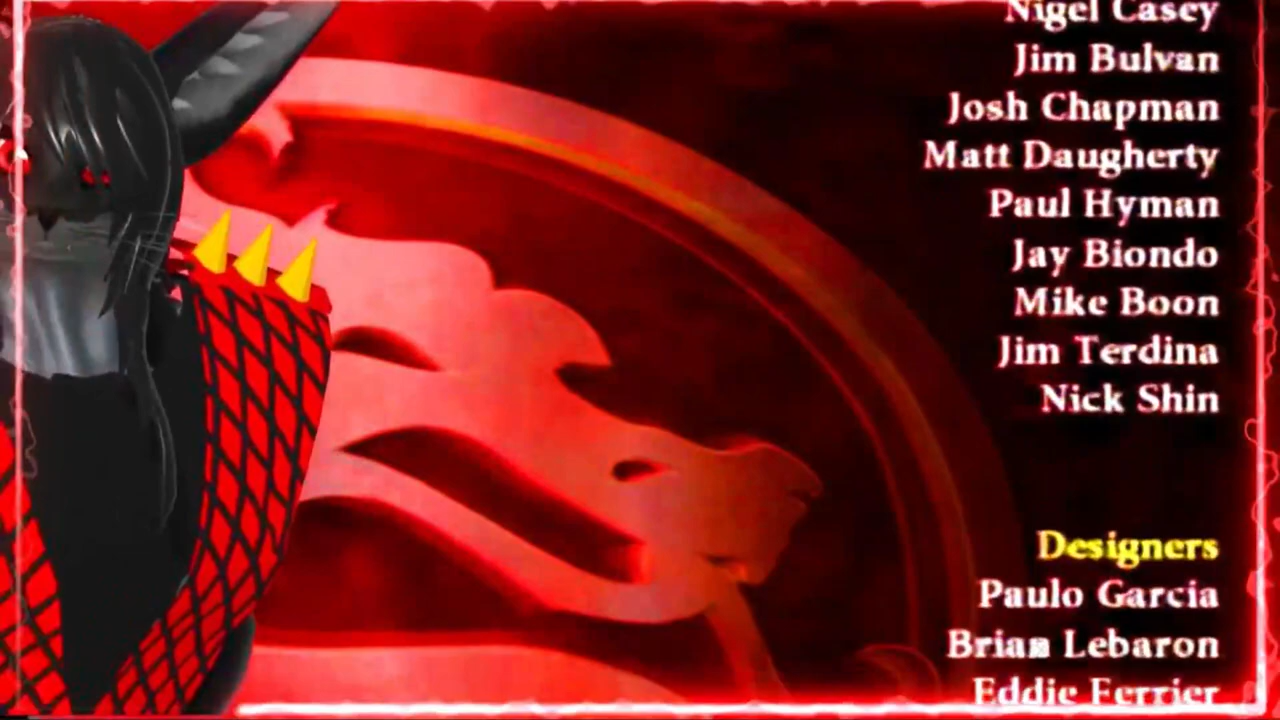 Nigel Casey
Jim Bulvan
Josh Chapman
Matt Daugherty
Paul Hyman
Jay Biondo
Mike Boon
Jim Terdina
Nick Shin
Designers
Paulo Garcia
Brian Lebaron
Eddie Ferrier